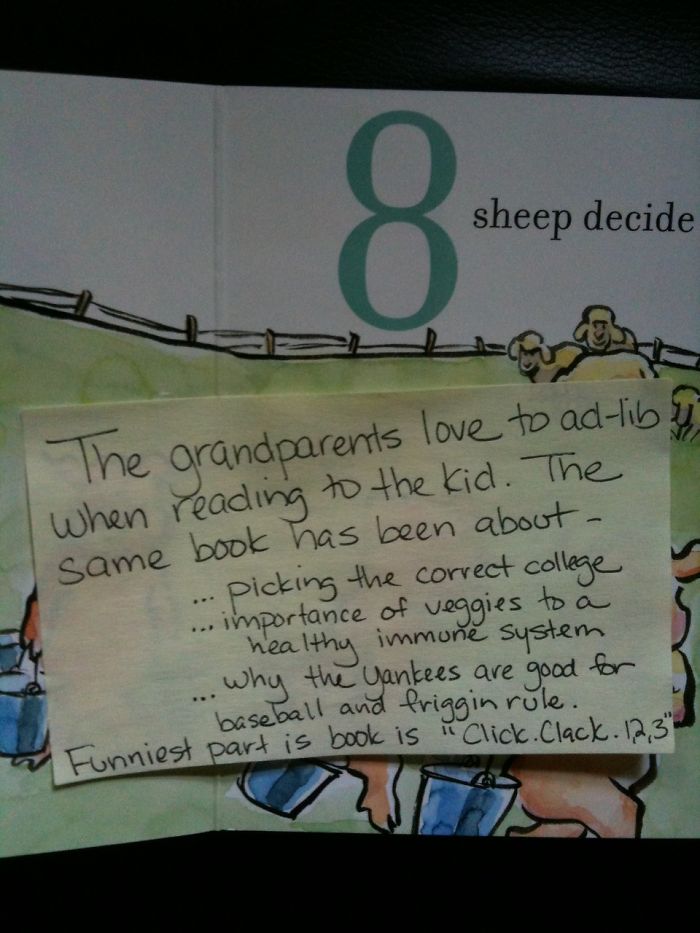 8
sheep decide
The grandparents love to ad-lib
when reading to the kid. The
same book has been about -
... picking the correct college
... importance of veggies to a
healthy immune system
... why the Yankees are good for
baseball and friggin rule.
Funniest part is book is "Click.Clack.1,2,3"